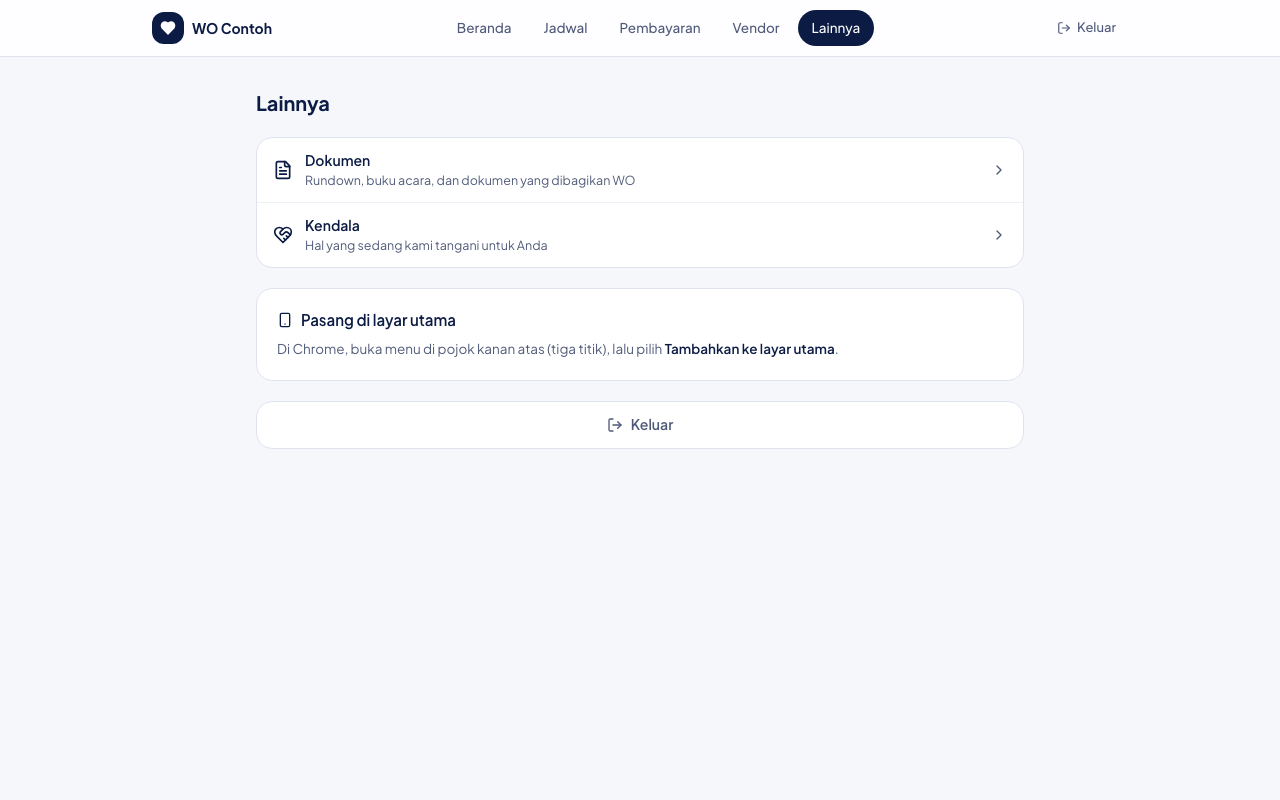 WO Contoh
Beranda
Jadwal
Pembayaran
Vendor
Lainnya
Keluar
Lainnya
Dokumen
Rundown, buku acara, dan dokumen yang dibagikan WO
Kendala
Hal yang sedang kami tangani untuk Anda
Pasang di layar utama
Di Chrome, buka menu di pojok kanan atas (tiga titik), lalu pilih Tambahkan ke layar utama.
Keluar